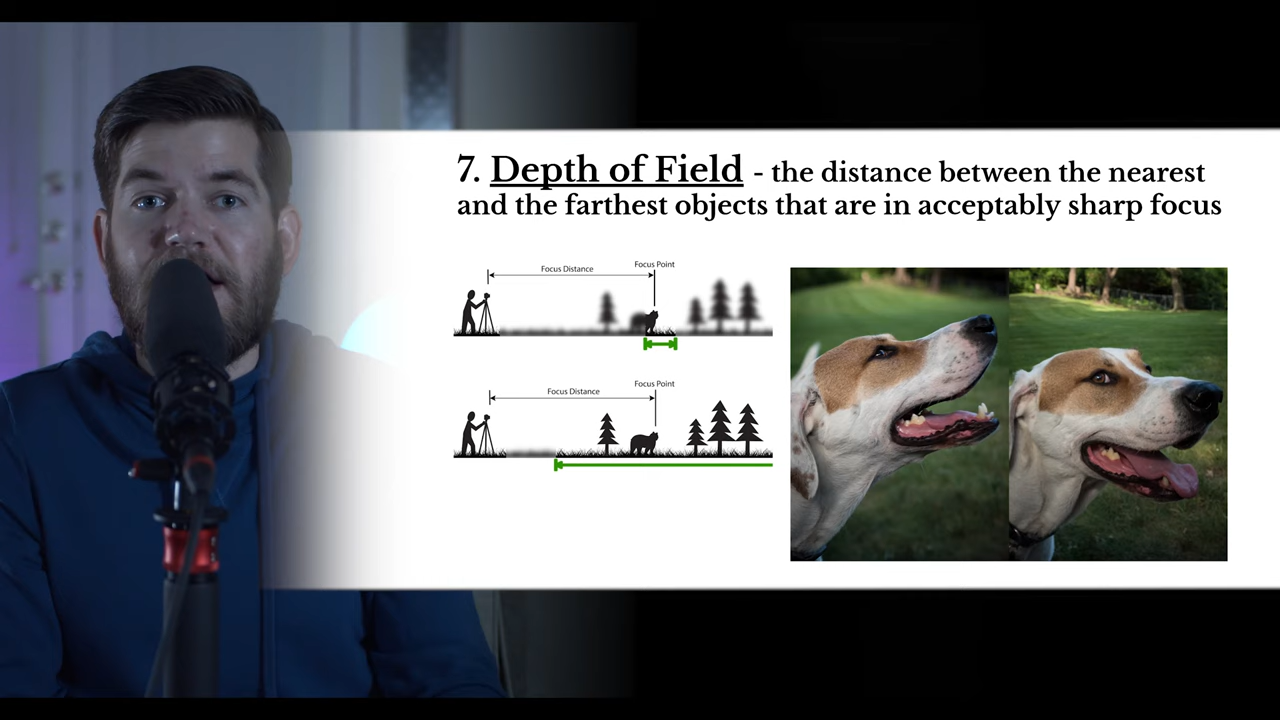 7. Depth of Field - the distance between the nearest
and the farthest objects that are in acceptably sharp focus
Focus Distance
Focus Point
Focus Distance
Focus Point